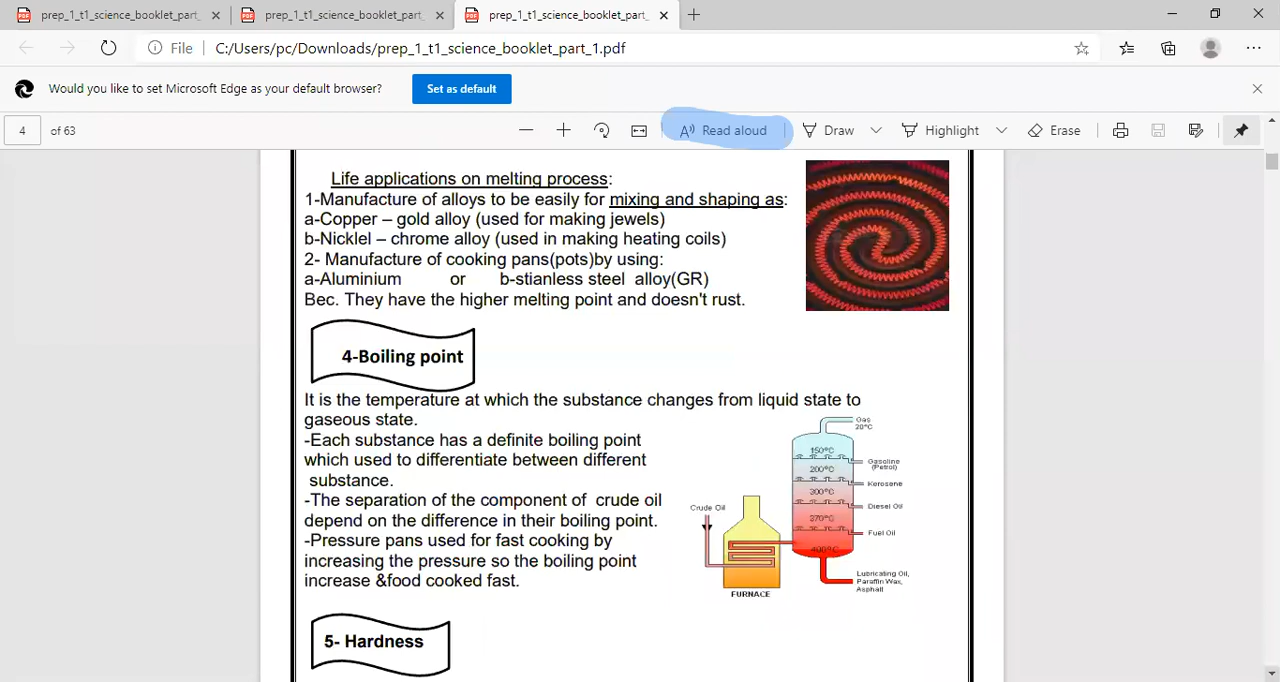 prep_1_t1_science_booklet_part_
prep_1_t1_science_booklet_part_
prep_1_t1_science_booklet_part_
File
C:/Users/pc/Downloads/prep_1_t1_science_booklet_part_1.pdf
Would you like to set Microsoft Edge as your default browser?
Set as default
4 of 63
Read aloud
Draw
Highlight
Erase
Life applications on melting process:
1-Manufacture of alloys to be easily for mixing and shaping as:
a-Copper – gold alloy (used for making jewels)
b-Nicklel – chrome alloy (used in making heating coils)
2- Manufacture of cooking pans(pots)by using:
a-Aluminium or b-stianless steel alloy(GR)
Bec. They have the higher melting point and doesn't rust.
4-Boiling point
It is the temperature at which the substance changes from liquid state to
gaseous state.
-Each substance has a definite boiling point
which used to differentiate between different
substance.
-The separation of the component of crude oil
depend on the difference in their boiling point.
-Pressure pans used for fast cooking by
increasing the pressure so the boiling point
increase &food cooked fast.
Gas
20°C
150°C
Gasoline
(Petrol)
200°C
Kerosene
300°C
Diesel Oil
370°C
Fuel Oil
400°C
Crude Oil
Lubricating Oil,
Paraffin Wax,
Asphalt
FURNACE
5- Hardness